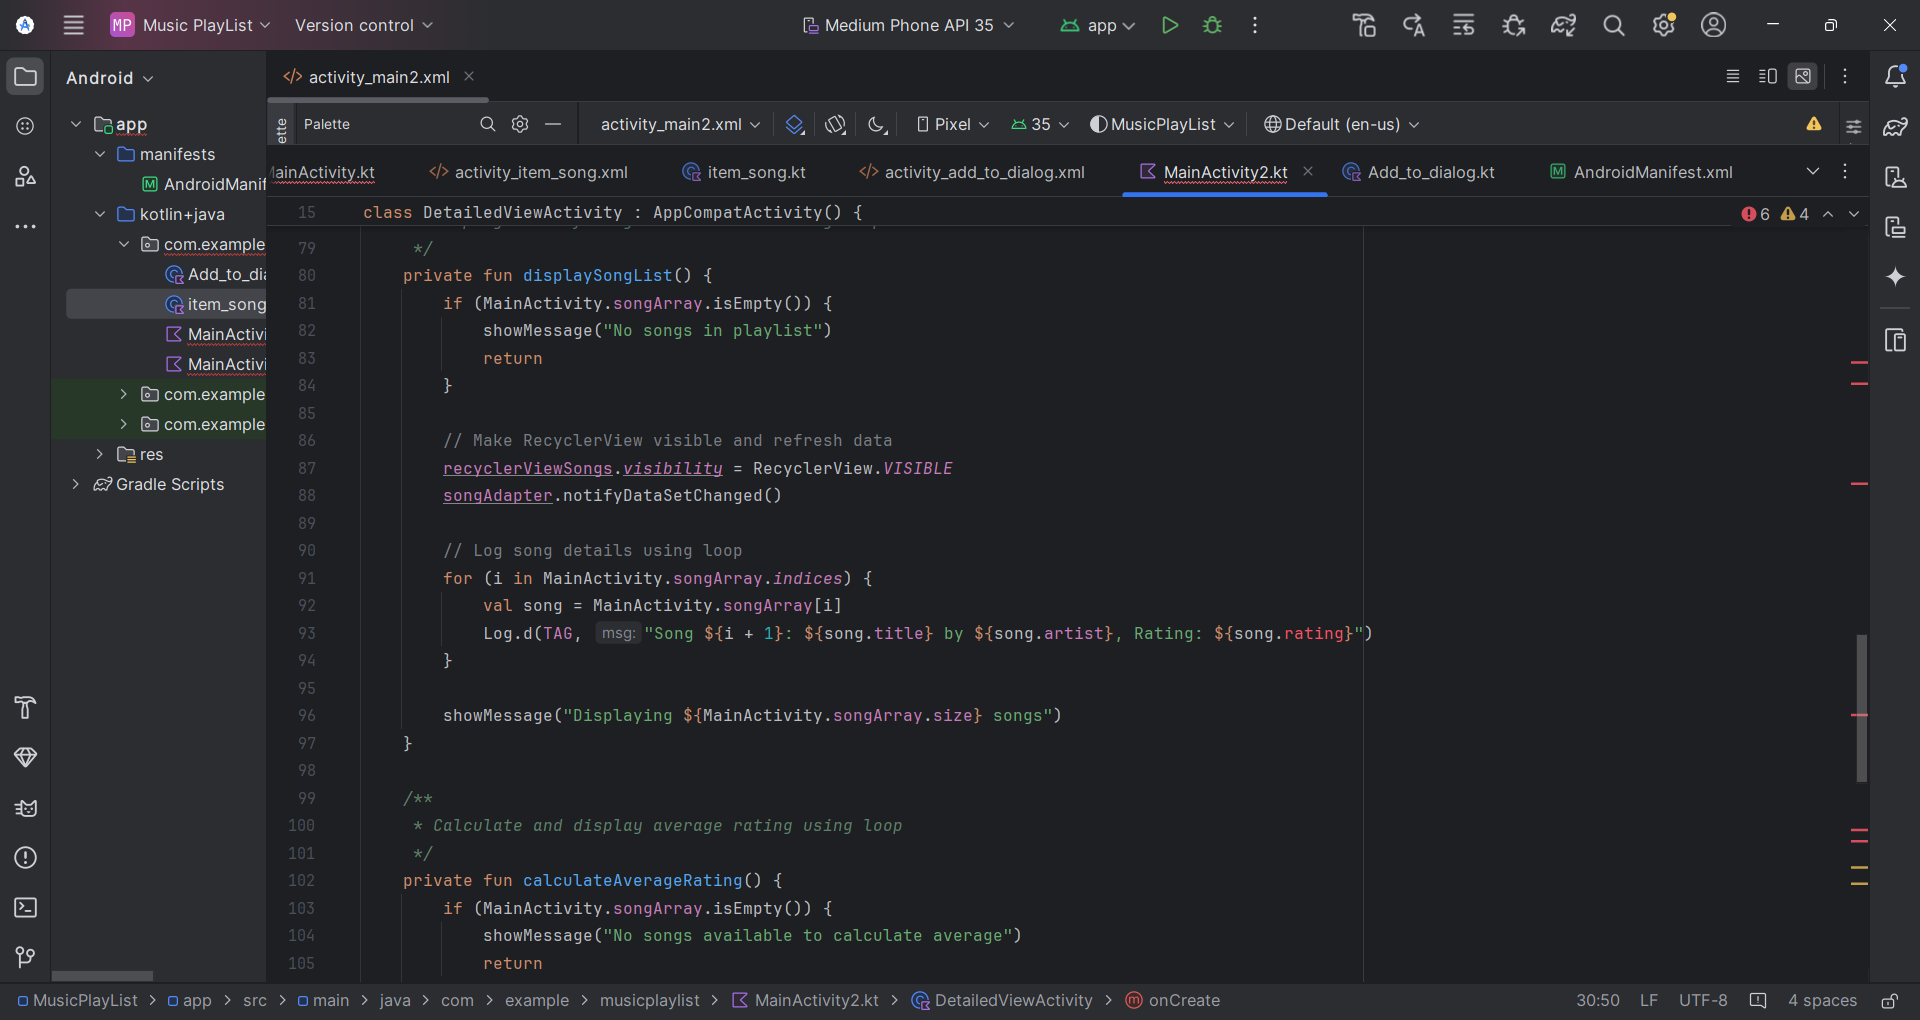 MP Music PlayList Version control Medium Phone API 35 app
Android activity_main2.xml
Palette activity_main2.xml Pixel 35 MusicPlayList Default (en-us)
ette
app
manifests
AndroidManif
kotlin+java
com.example
Add_to_dia
item_song
MainActivi
MainActivi
com.example
com.example
res
Gradle Scripts
MainActivity.kt activity_item_song.xml item_song.kt activity_add_to_dialog.xml MainActivity2.kt Add_to_dialog.kt AndroidManifest.xml
15 class DetailedViewActivity : AppCompatActivity() { 6 4
79 */
80 private fun displaySongList() {
81 if (MainActivity.songArray.isEmpty()) {
82 showMessage("No songs in playlist")
83 return
84 }
85
86 // Make RecyclerView visible and refresh data
87 recyclerViewSongs.visibility = RecyclerView.VISIBLE
88 songAdapter.notifyDataSetChanged()
89
90 // Log song details using loop
91 for (i in MainActivity.songArray.indices) {
92 val song = MainActivity.songArray[i]
93 Log.d(TAG, msg: "Song ${i + 1}: ${song.title} by ${song.artist}, Rating: ${song.rating}")
94 }
95
96 showMessage("Displaying ${MainActivity.songArray.size} songs")
97 }
98
99 /**
100 * Calculate and display average rating using loop
101 */
102 private fun calculateAverageRating() {
103 if (MainActivity.songArray.isEmpty()) {
104 showMessage("No songs available to calculate average")
105 return
MusicPlayList > app > src > main > java > com > example > musicplaylist > MainActivity2.kt > DetailedViewActivity > onCreate 30:50 LF UTF-8 4 spaces